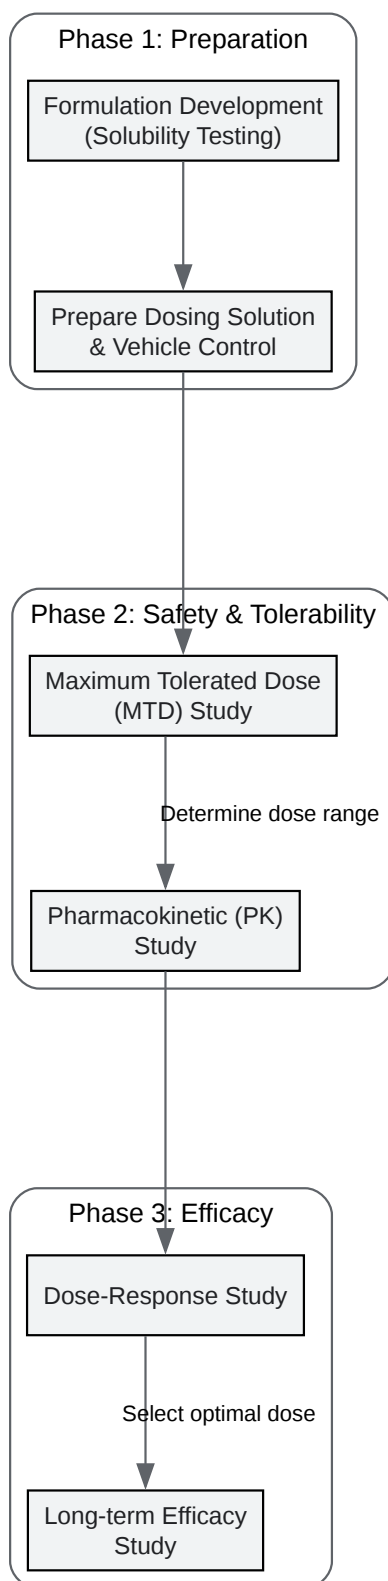 Phase 1: Preparation
Formulation Development
(Solubility Testing)
Prepare Dosing Solution
& Vehicle Control
Phase 2: Safety & Tolerability
Maximum Tolerated Dose
(MTD) Study
Determine dose range
Pharmacokinetic (PK)
Study
Phase 3: Efficacy
Dose-Response Study
Select optimal dose
Long-term Efficacy
Study